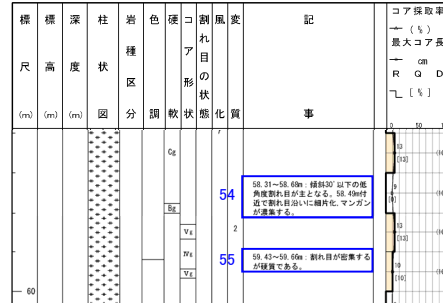 標尺 (m)
標高 (m)
深度 (m)
柱状図
岩種区分
色調
硬軟
コア形状
割れ目の状態
風化
変質
記事
コア採取率
(%)
最大コア長
cm
R Q D
[%]
0 50
Cg
13
[13]
54
58.31～58.68m：傾斜30°以下の低
角度割れ目が主となる。58.49m付
近で割れ目沿いに細片化、マンガン
が濃集する。
9
[0]
Bg
Vg
2
13
[13]
Ng
55
59.43～59.66m：割れ目が密集する
が硬質である。
Vg
10
[10]
60